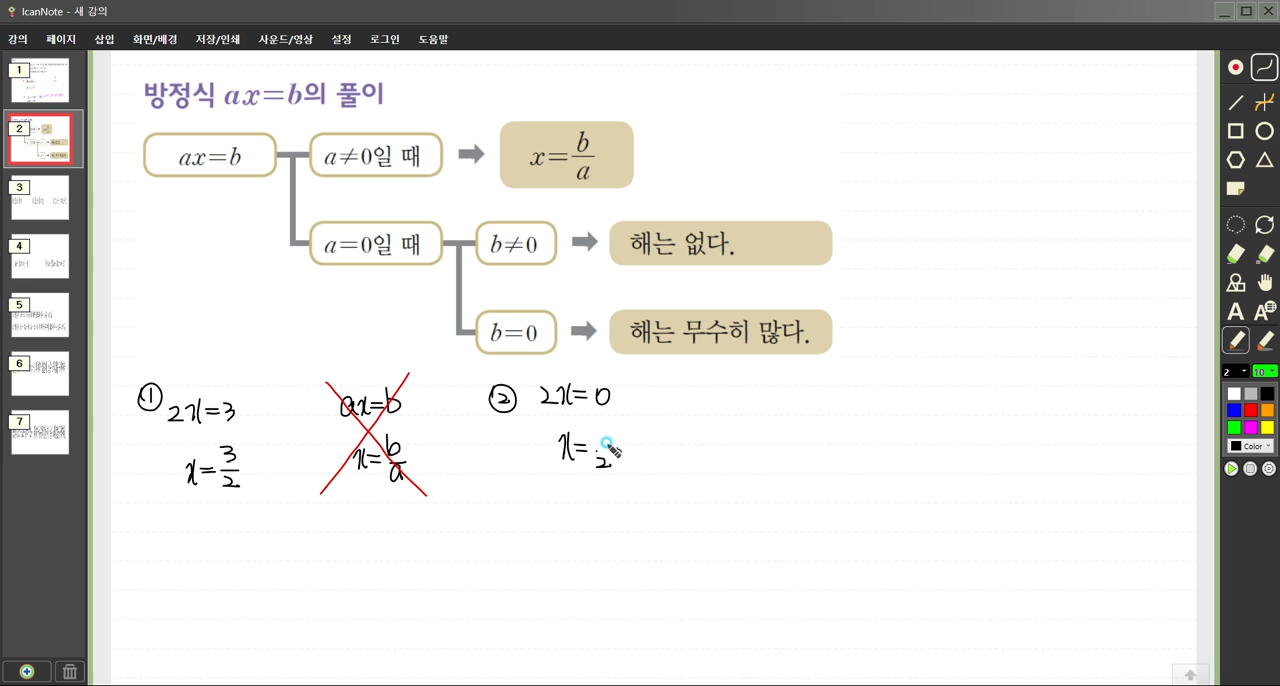 IcanNote - 새 강의
강의 페이지 삽입 화면/배경 저장/인쇄 사운드/영상 설정 로그인 도움말
1
2
3
4
5
6
7
방정식 ax=b의 풀이
ax=b
a≠0일 때
x=b/a
a=0일 때
b≠0
해는 없다.
b=0
해는 무수히 많다.
① 2x=3
x=3/2
ax=b
x=b/a
② 2x=0
x= 2
A A
2 10
Color